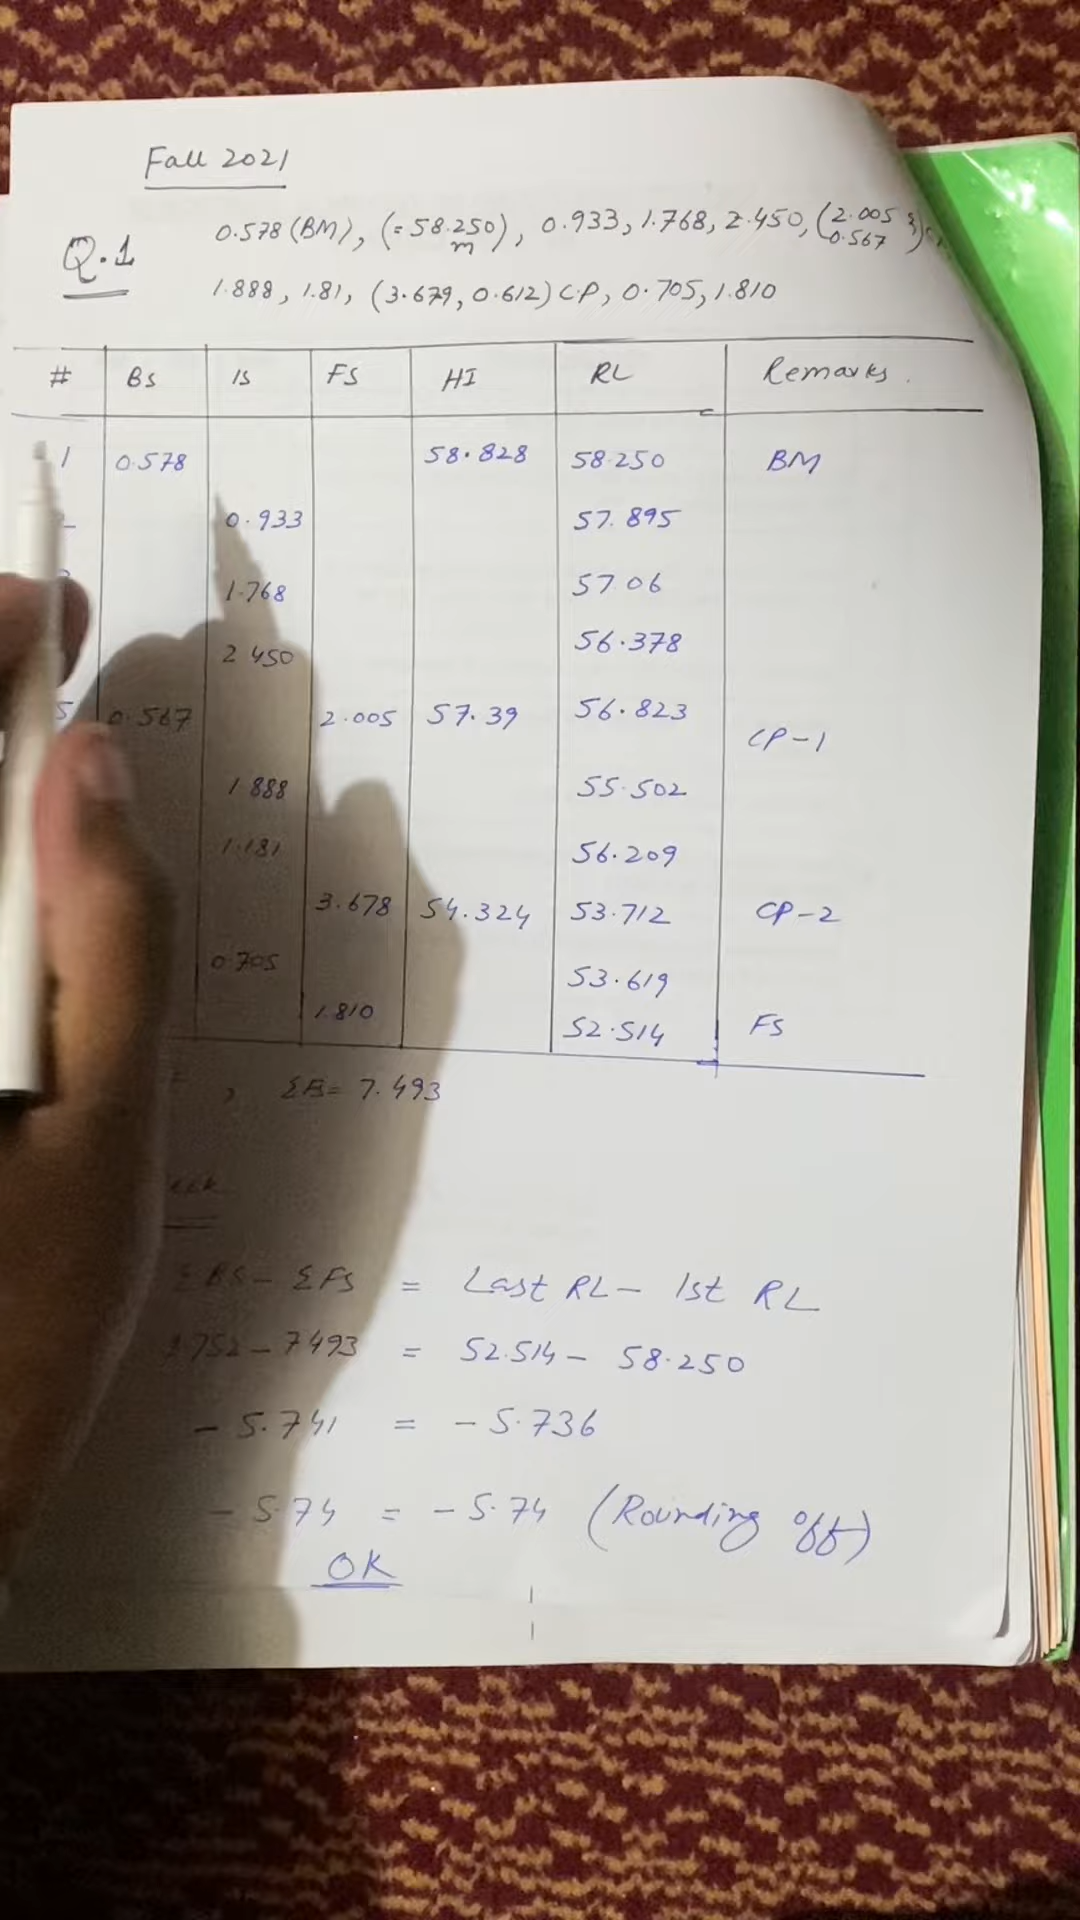 Fall 2021
Q.1 0.578 (BM), (= 58.250 m), 0.933, 1.768, 2.450, (2.005 & 0.567)
1.888, 1.81, (3.679, 0.612) C.P, 0.705, 1.810
# BS IS FS HI RL Remarks.
1 0.578 58.828 58.250 BM
0.933 57.895
1.768 57.06
2.450 56.378
5 0.567 2.005 57.39 56.823 CP-1
1.888 55.502
1.181 56.209
3.678 54.324 53.712 CP-2
0.705 53.619
1.810 52.514 FS
, ΣFS= 7.493
ΣBS - ΣFS = Last RL - 1st RL
1.752 - 7.493 = 52.514 - 58.250
- 5.741 = - 5.736
- 5.74 = - 5.74 (Rounding off)
OK